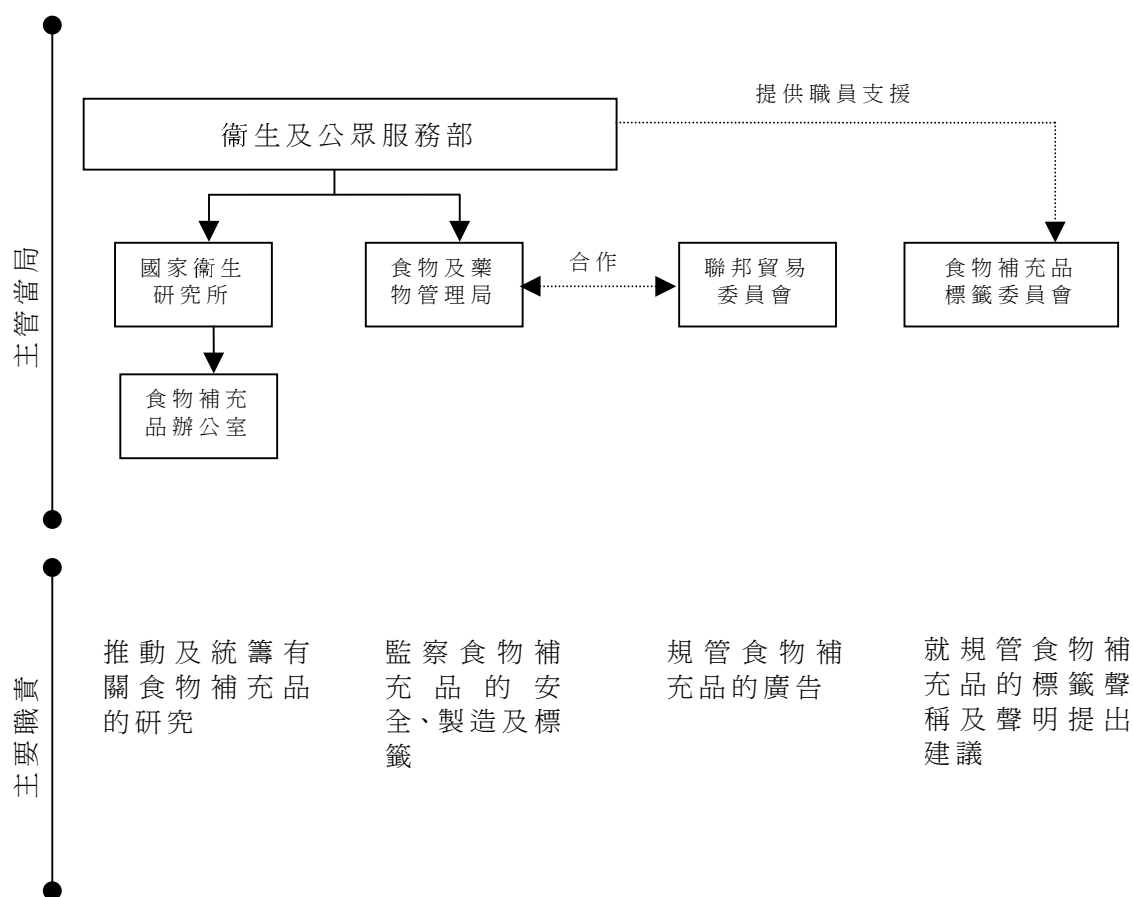 提供職員支援
衞生及公眾服務部
主管當局
國家衞生
研究所
食物及藥
物管理局
合作
聯邦貿易
委員會
食物補充品
標籤委員會
食物補充
品辦公室
主要職責
推動及統籌有
關食物補充品
的研究
監察食物補
充品的安
全、製造及標
籤
規管食物補
充品的廣告
就規管食物補
充品的標籤聲
稱及聲明提出
建議